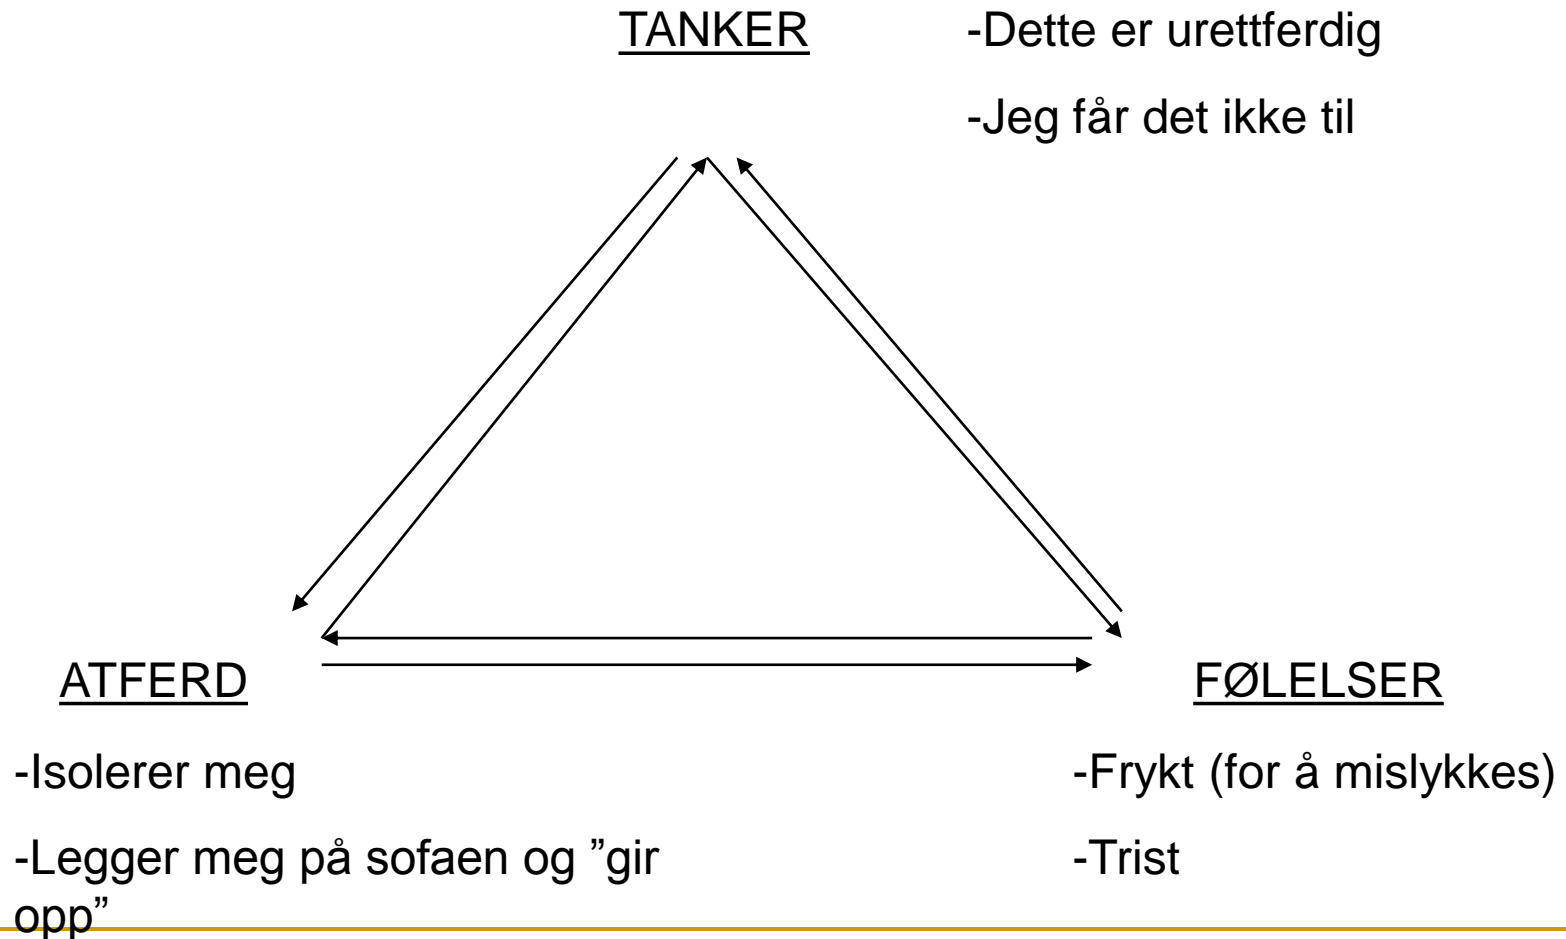 TANKER
-Dette er urettferdig
-Jeg får det ikke til
ATFERD
-Isolerer meg
-Legger meg på sofaen og ”gir
opp”
FØLELSER
-Frykt (for å mislykkes)
-Trist